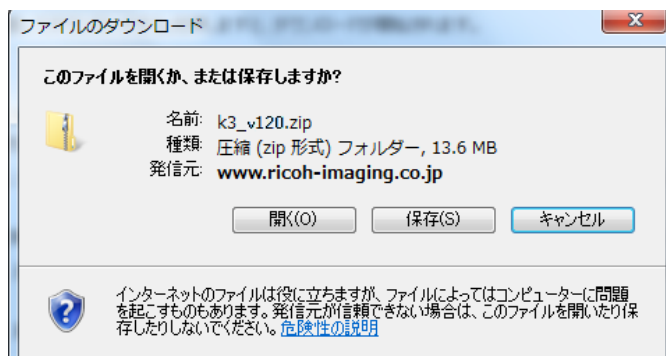 ファイルのダウンロード
このファイルを開くか、または保存しますか?
名前: k3_v120.zip
種類: 圧縮 (zip 形式) フォルダー, 13.6 MB
発信元: www.ricoh-imaging.co.jp
開く(O) 保存(S) キャンセル
インターネットのファイルは役に立ちますが、ファイルによってはコンピューターに問題
を起こすものもあります。発信元が信頼できない場合は、このファイルを開いたり保
存したりしないでください。危険性の説明